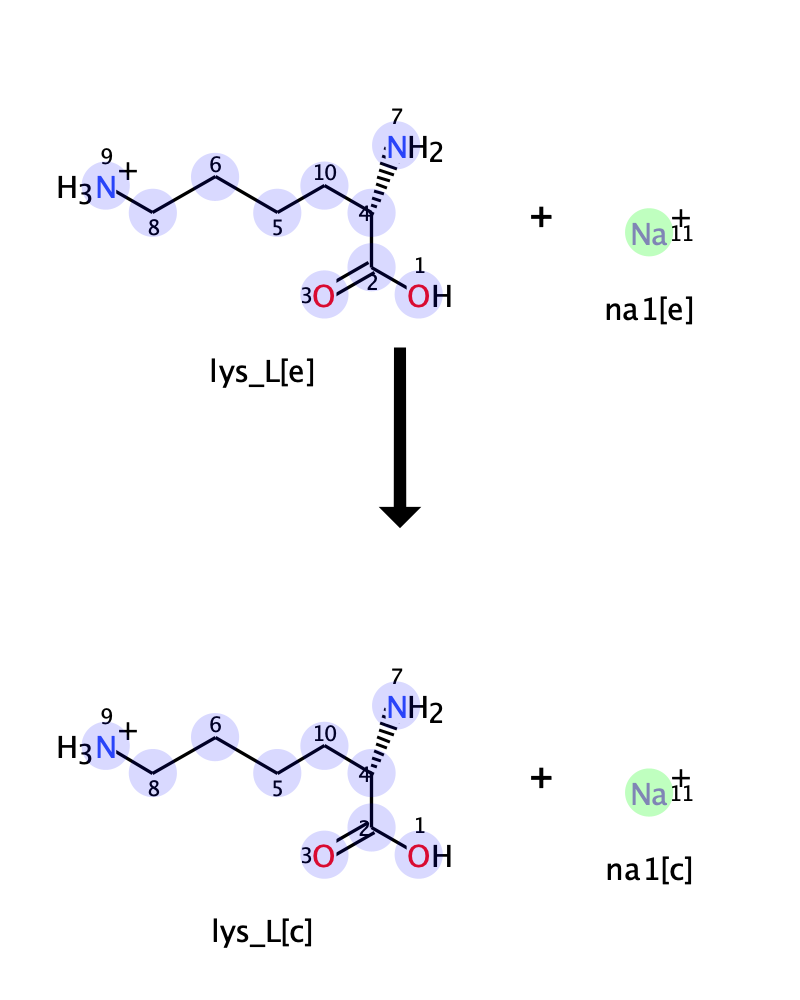 7
NH2
9
H3N+
6
10
8
5
4
1
3O
2
OH
+
Na+
11
na1[e]
lys_L[e]
7
NH2
9
H3N+
6
10
8
5
4
1
3O
2
OH
+
Na+
11
na1[c]
lys_L[c]